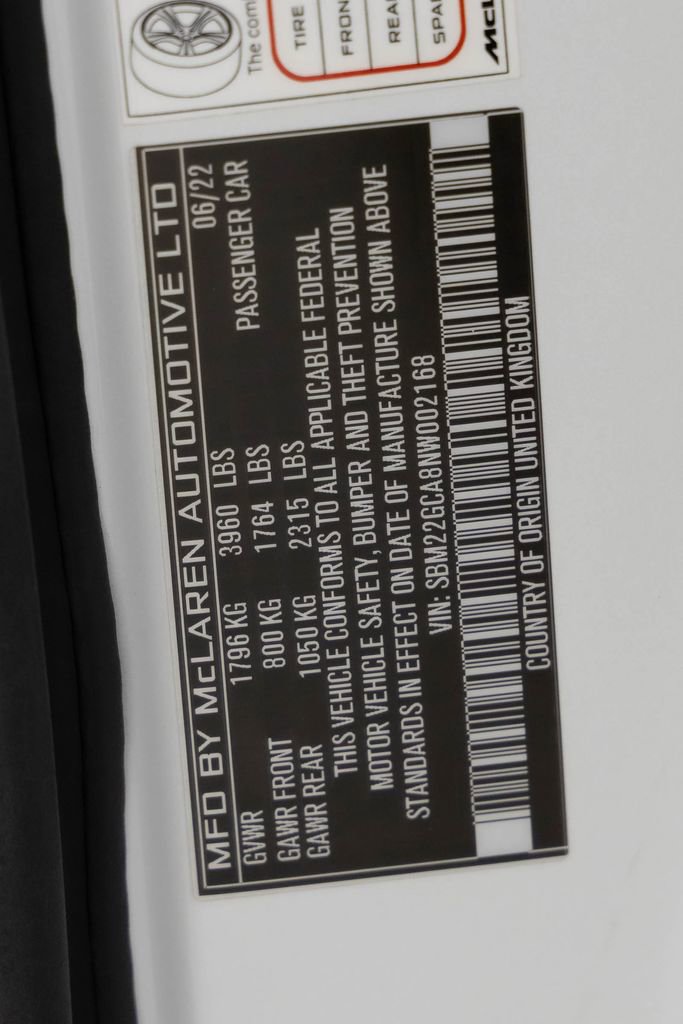 The com
TIRE
FRON
REA
SPA
McL
MFD BY McLAREN AUTOMOTIVE LTD
06/22
GVWR 1796 KG 3960 LBS PASSENGER CAR
GAWR FRONT 800 KG 1764 LBS
GAWR REAR 1050 KG 2315 LBS
THIS VEHICLE CONFORMS TO ALL APPLICABLE FEDERAL
MOTOR VEHICLE SAFETY, BUMPER AND THEFT PREVENTION
STANDARDS IN EFFECT ON DATE OF MANUFACTURE SHOWN ABOVE
VIN: SBM22GCA8NW002168
COUNTRY OF ORIGIN UNITED KINGDOM